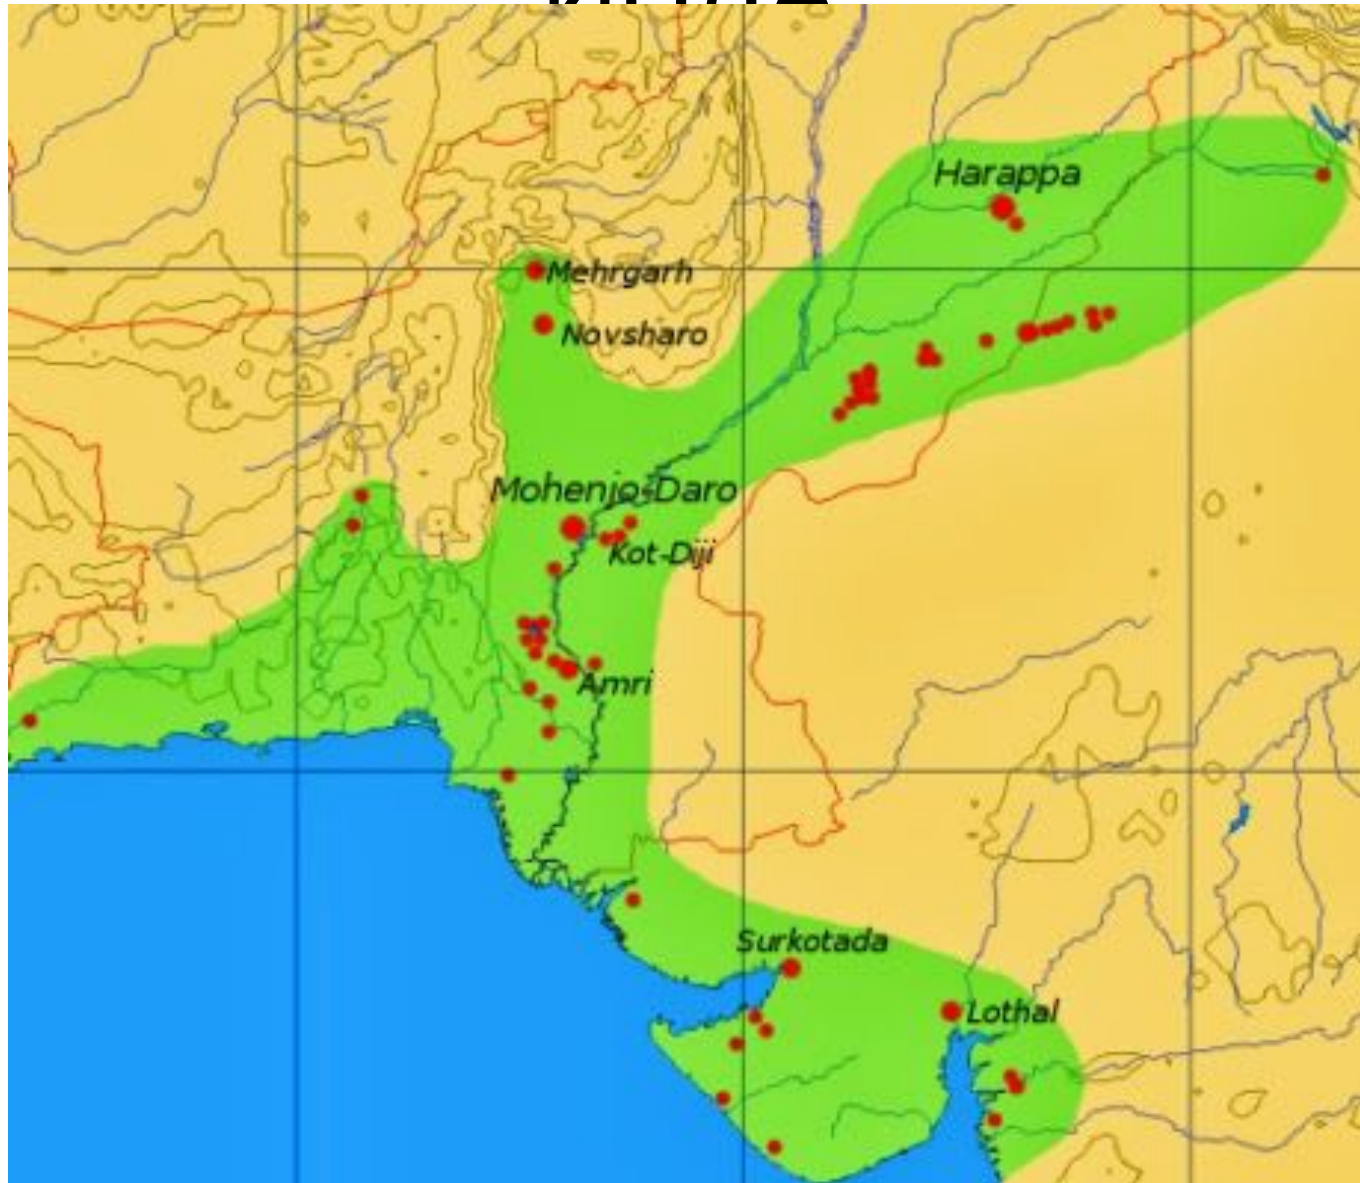 Harappa
Mehrgarh
Novsharo
Mohenjo-Daro
Kot-Diji
Amri
Surkotada
Lothal